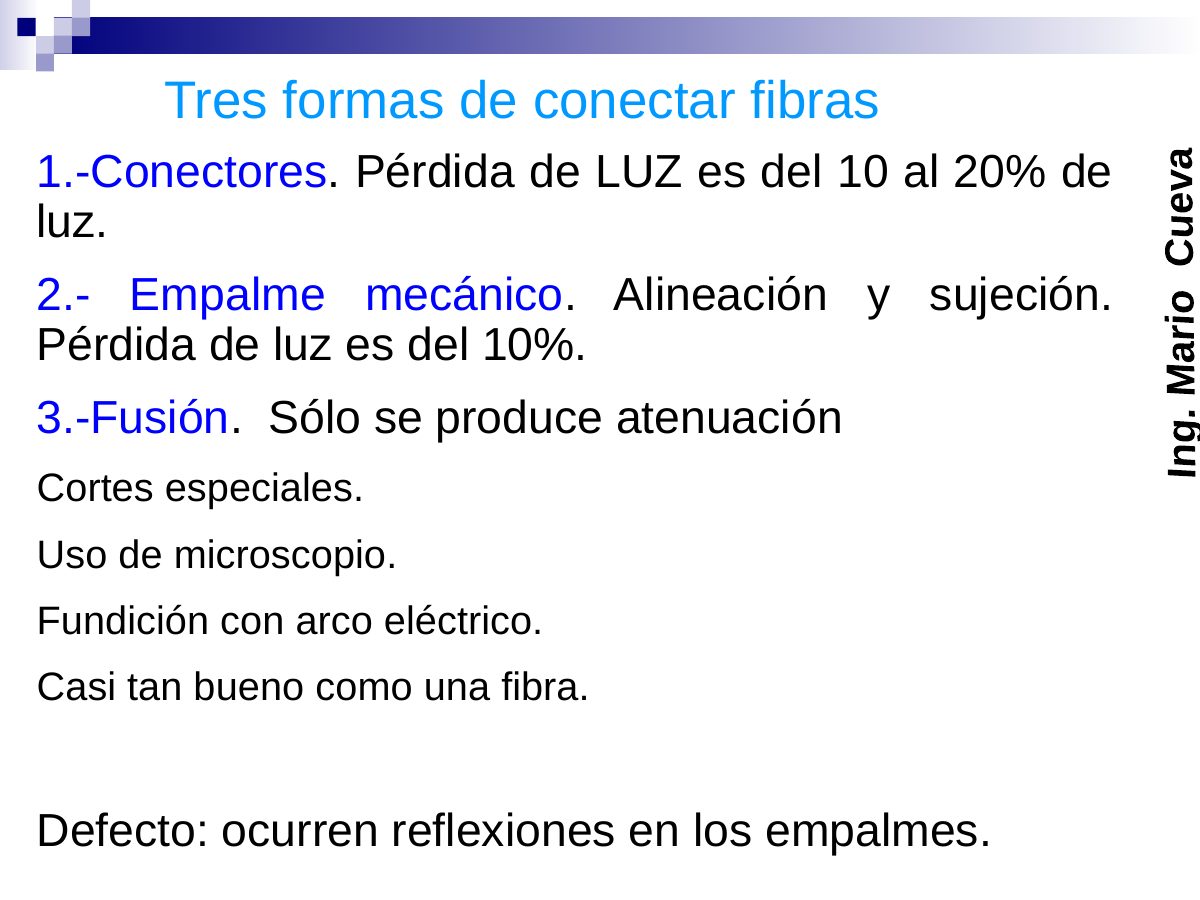 Tres formas de conectar fibras
1.-Conectores. Pérdida de LUZ es del 10 al 20% de
luz.
2.- Empalme mecánico. Alineación y sujeción.
Pérdida de luz es del 10%.
3.-Fusión. Sólo se produce atenuación
Cortes especiales.
Uso de microscopio.
Fundición con arco eléctrico.
Casi tan bueno como una fibra.
Defecto: ocurren reflexiones en los empalmes.
Ing. Mario Cueva